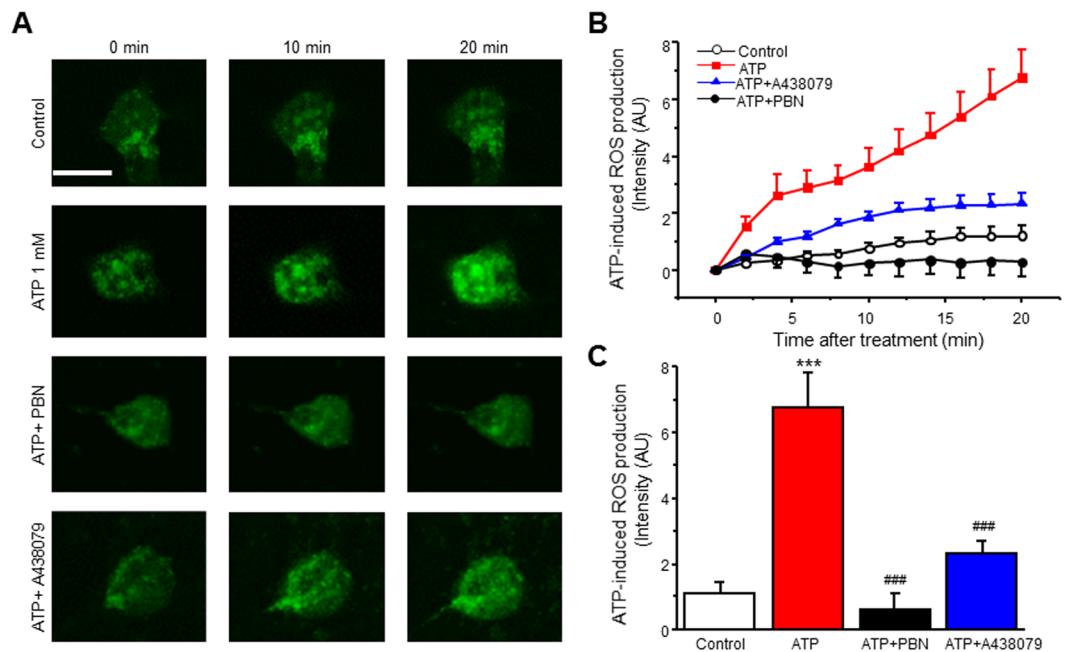 A
0 min
10 min
20 min
Control
ATP 1 mM
ATP+ PBN
ATP+ A438079
B
ATP-induced ROS production
(Intensity (AU)
8
6
4
2
0
Control
ATP
ATP+A438079
ATP+PBN
0
5
10
15
20
Time after treatment (min)
C
ATP-induced ROS production
(Intensity (AU)
8
6
4
2
0
***
###
###
Control
ATP
ATP+PBN
ATP+A438079